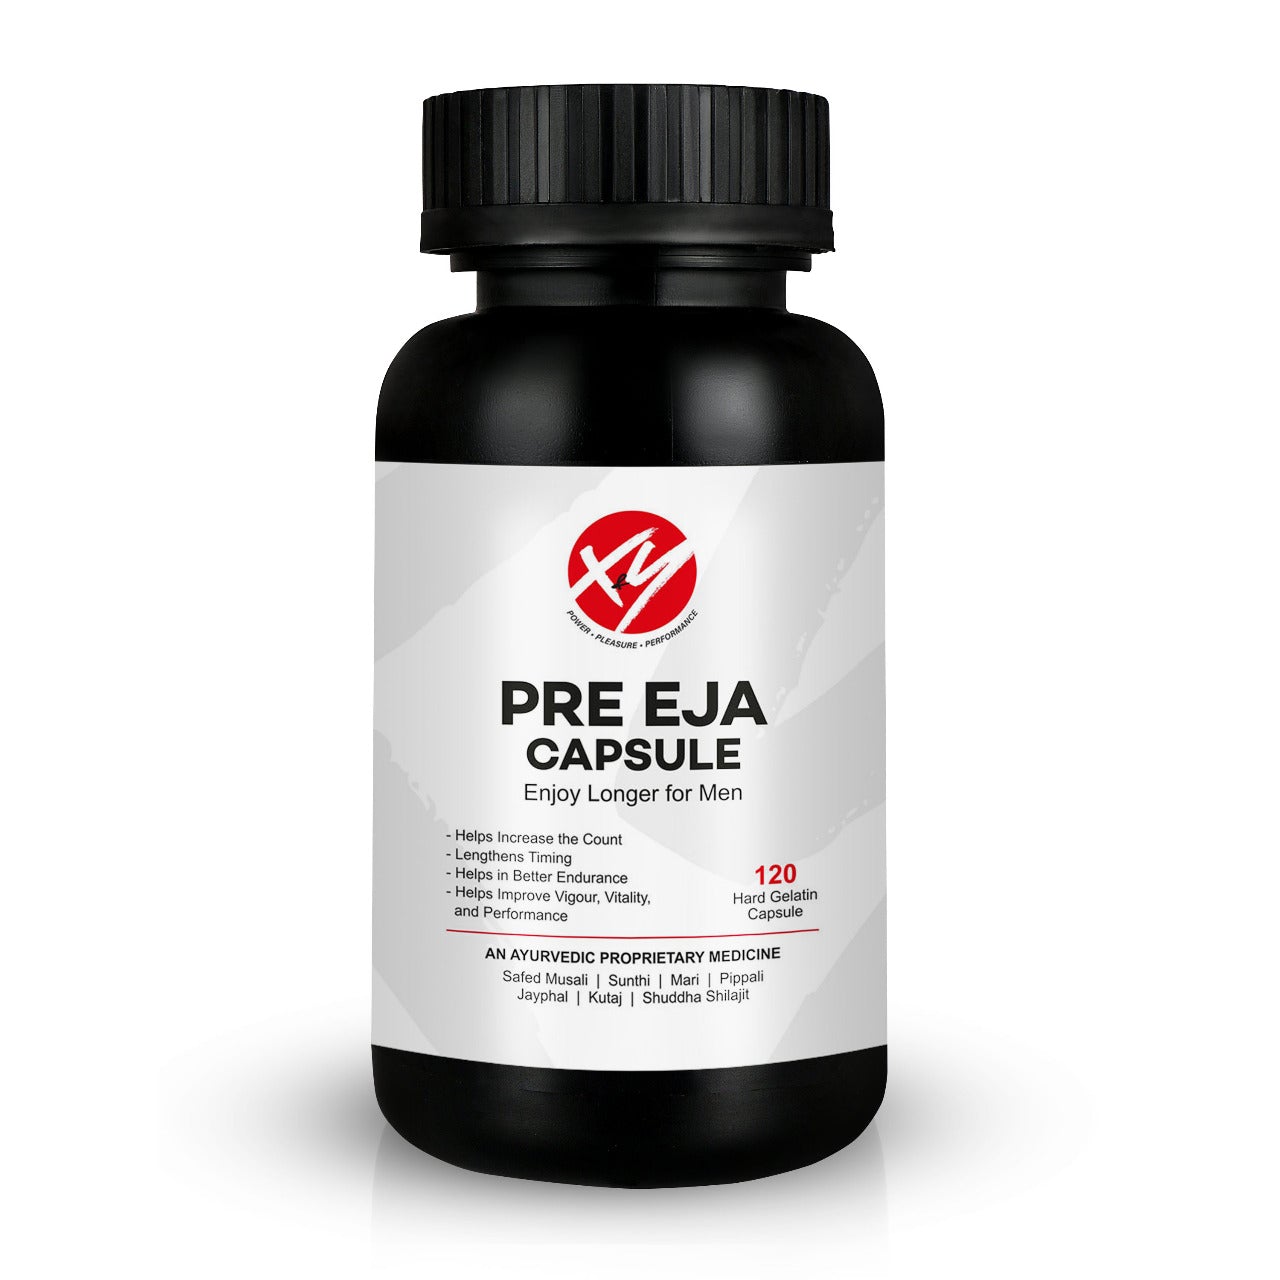 X&Y
POWER • PLEASURE • PERFORMANCE
PRE EJA
CAPSULE
Enjoy Longer for Men
- Helps Increase the Count
- Lengthens Timing
- Helps in Better Endurance
- Helps Improve Vigour, Vitality,
and Performance
120
Hard Gelatin
Capsule
AN AYURVEDIC PROPRIETARY MEDICINE
Safed Musali | Sunthi | Mari | Pippali
Jayphal | Kutaj | Shuddha Shilajit